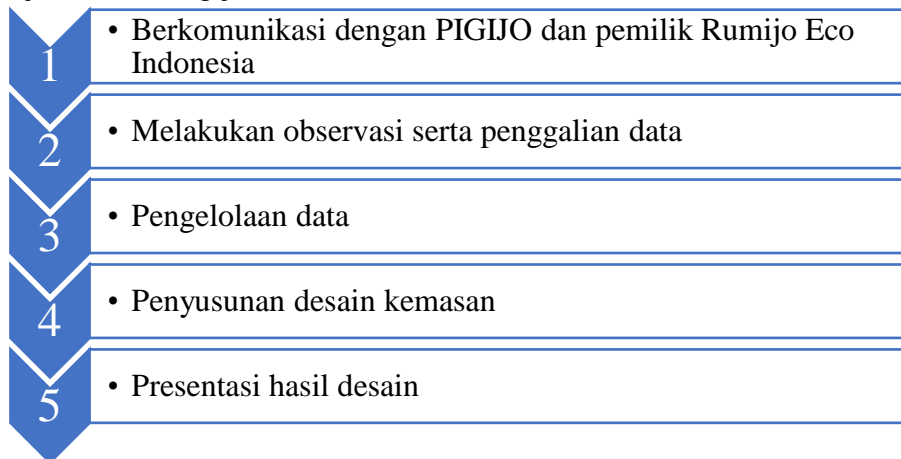 1
• Berkomunikasi dengan PIGIJO dan pemilik Rumijo Eco
Indonesia
2
• Melakukan observasi serta penggalian data
3
• Pengelolaan data
4
• Penyusunan desain kemasan
5
• Presentasi hasil desain